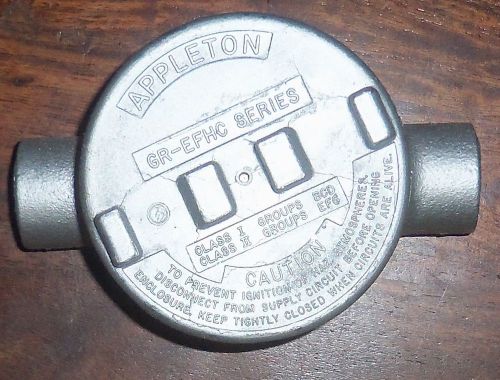 APPLETON
GR-EFHC SERIES
CLASS I GROUPS BCD
CLASS II GROUPS EFG
CAUTION
TO PREVENT IGNITION OF HAZ. ATMOSPHERES
DISCONNECT FROM SUPPLY CIRCUIT BEFORE OPENING
ENCLOSURE. KEEP TIGHTLY CLOSED WHEN CIRCUITS ARE ALIVE.